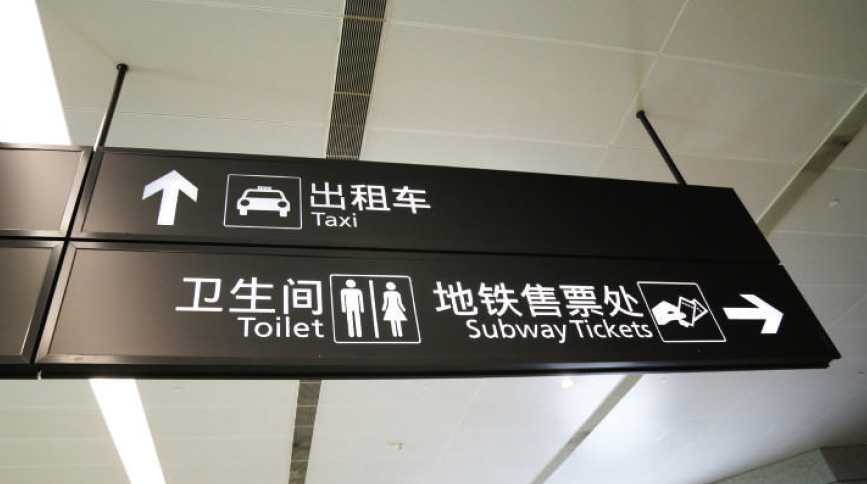 出租车
Taxi
卫生间
Toilet
地铁售票处
Subway Tickets